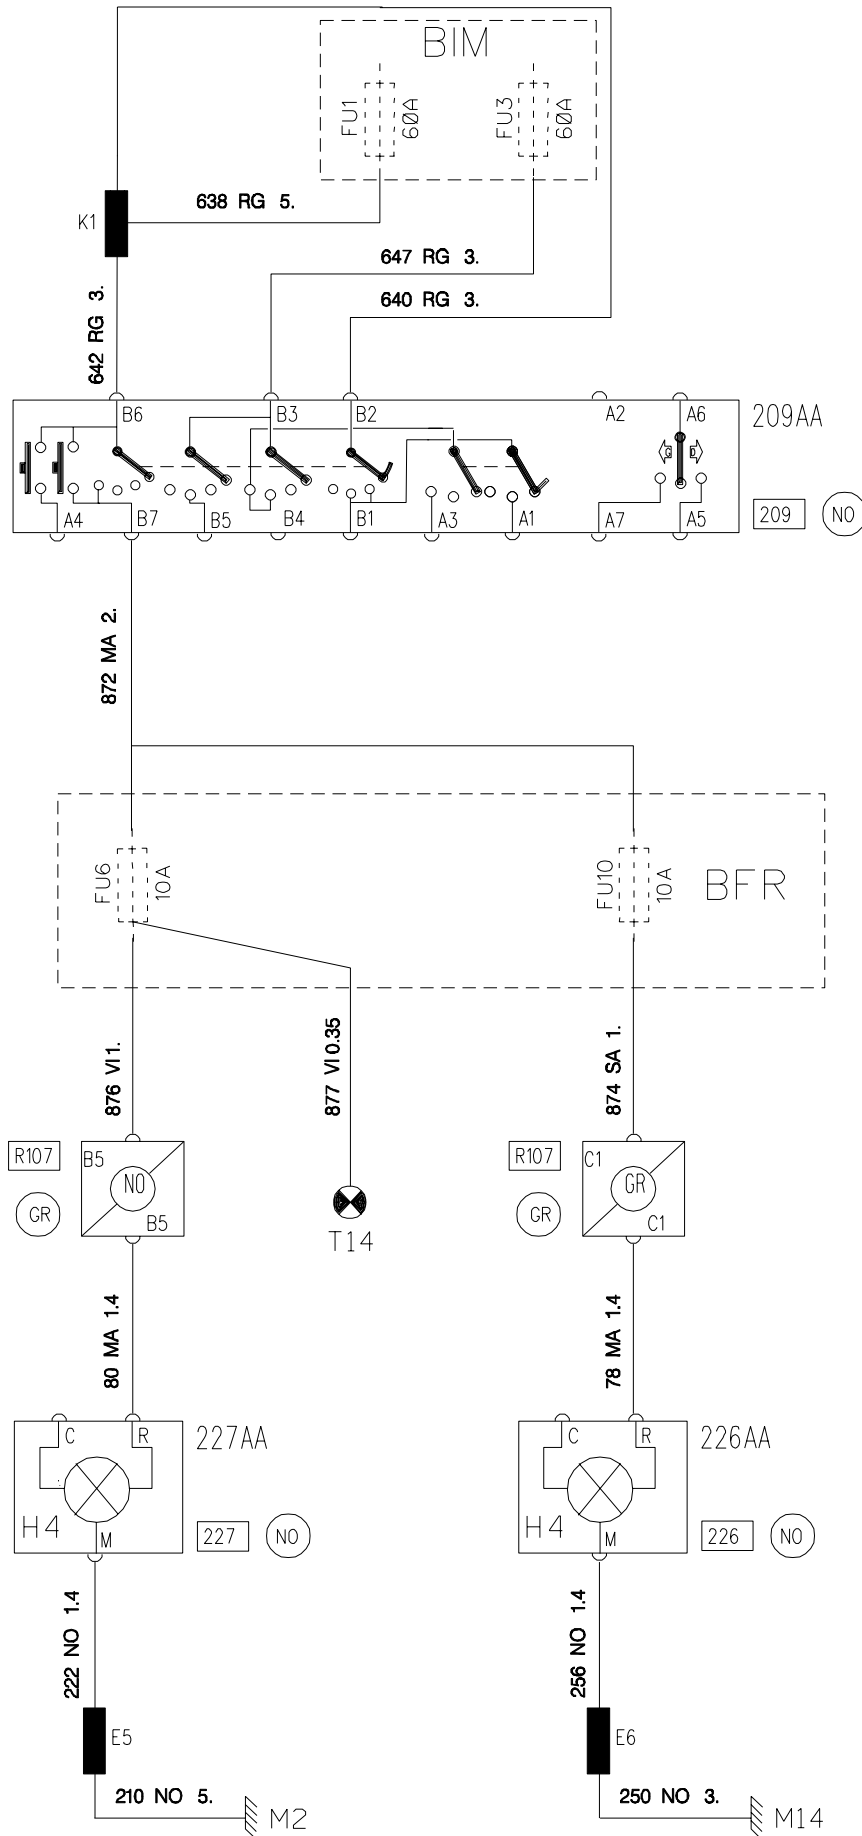 BIM
FU1
60A
FU3
60A
638 RG 5.
K1
647 RG 3.
640 RG 3.
642 RG 3.
B6
B3
B2
A2
A6
209AA
G
D
A4
B7
B5
B4
B1
A3
A1
A7
A5
209
NO
872 MA 2.
FU6
10A
FU10
10A
BFR
876 VI 1.
877 VI 0.35
874 SA 1.
R107
B5
NO
B5
GR
T14
R107
C1
GR
C1
GR
80 MA 1.4
78 MA 1.4
C
R
227AA
C
R
226AA
H4
M
227
NO
H4
M
226
NO
222 NO 1.4
256 NO 1.4
E5
E6
210 NO 5.
M2
250 NO 3.
M14